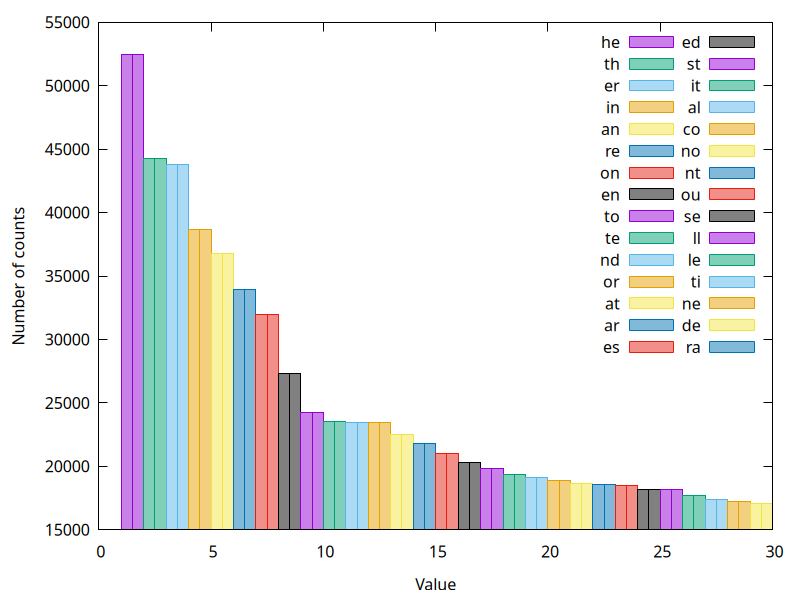 55000
50000
45000
40000
35000
30000
25000
20000
15000
Number of counts
0 5 10 15 20 25 30
Value
he ed
th st
er it
in al
an co
re no
on nt
en ou
to se
te ll
nd le
or ti
at ne
ar de
es ra